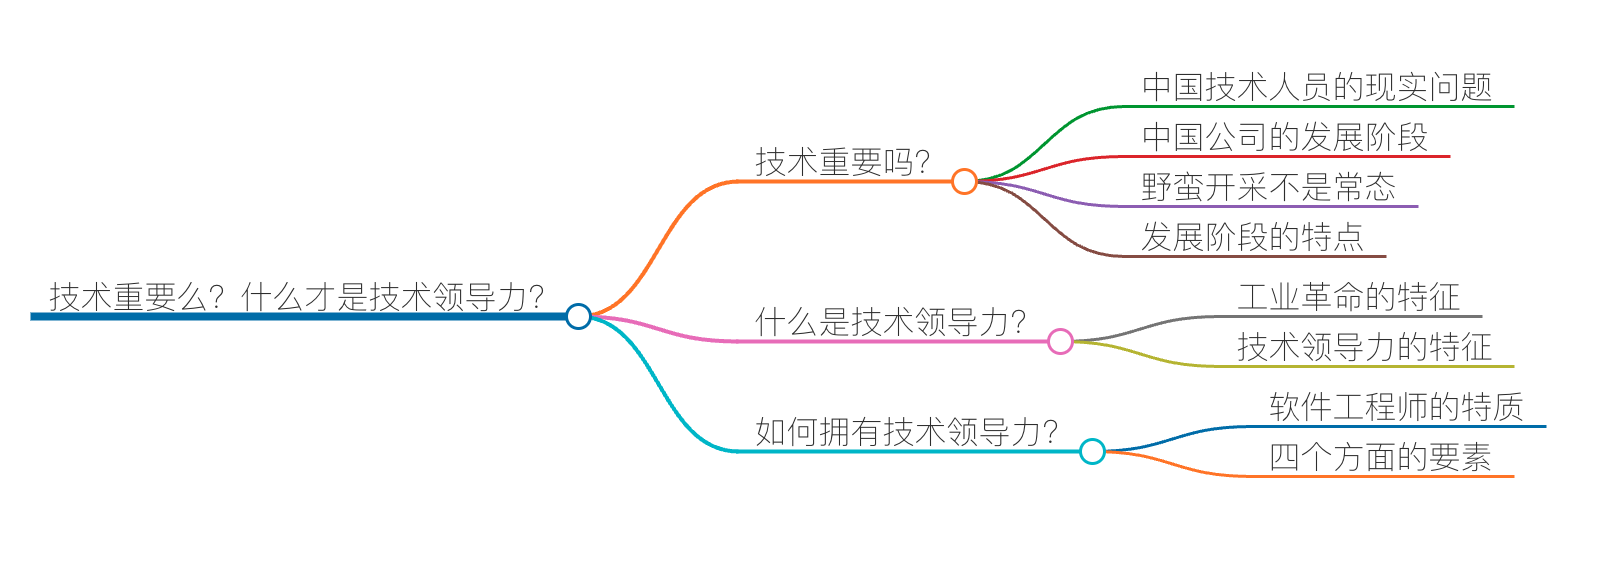 技术重要么？什么才是技术领导力？
技术重要吗？
中国技术人员的现实问题
中国公司的发展阶段
野蛮开采不是常态
发展阶段的特点
什么是技术领导力？
工业革命的特征
技术领导力的特征
如何拥有技术领导力？
软件工程师的特质
四个方面的要素